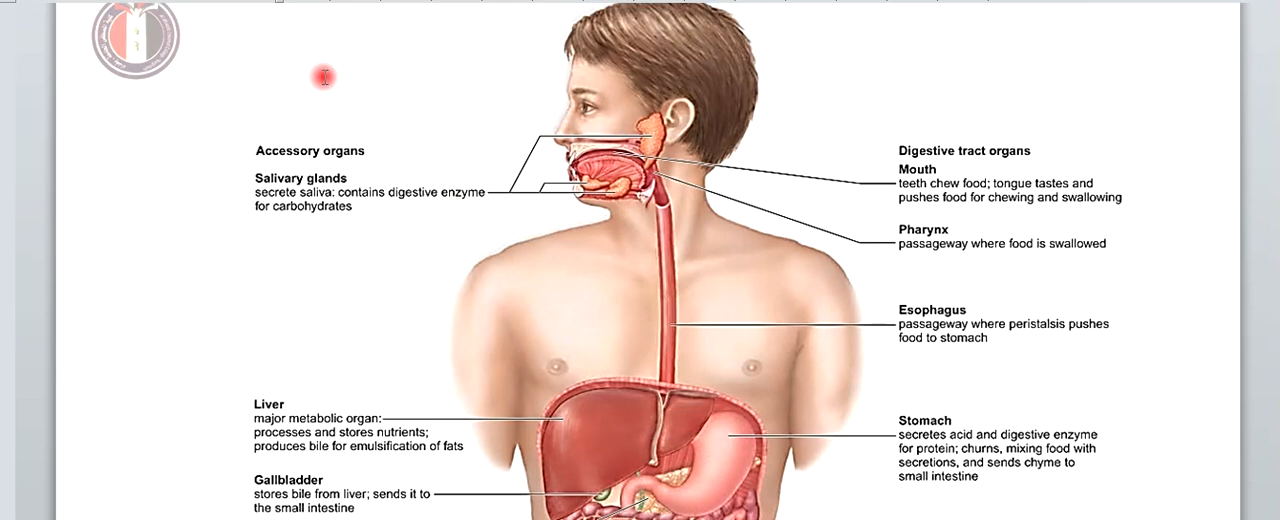 Accessory organs
Salivary glands
secrete saliva: contains digestive enzyme
for carbohydrates
Liver
major metabolic organ:
processes and stores nutrients;
produces bile for emulsification of fats
Gallbladder
stores bile from liver; sends it to
the small intestine
Digestive tract organs
Mouth
teeth chew food; tongue tastes and
pushes food for chewing and swallowing
Pharynx
passageway where food is swallowed
Esophagus
passageway where peristalsis pushes
food to stomach
Stomach
secretes acid and digestive enzyme
for protein; churns, mixing food with
secretions, and sends chyme to
small intestine